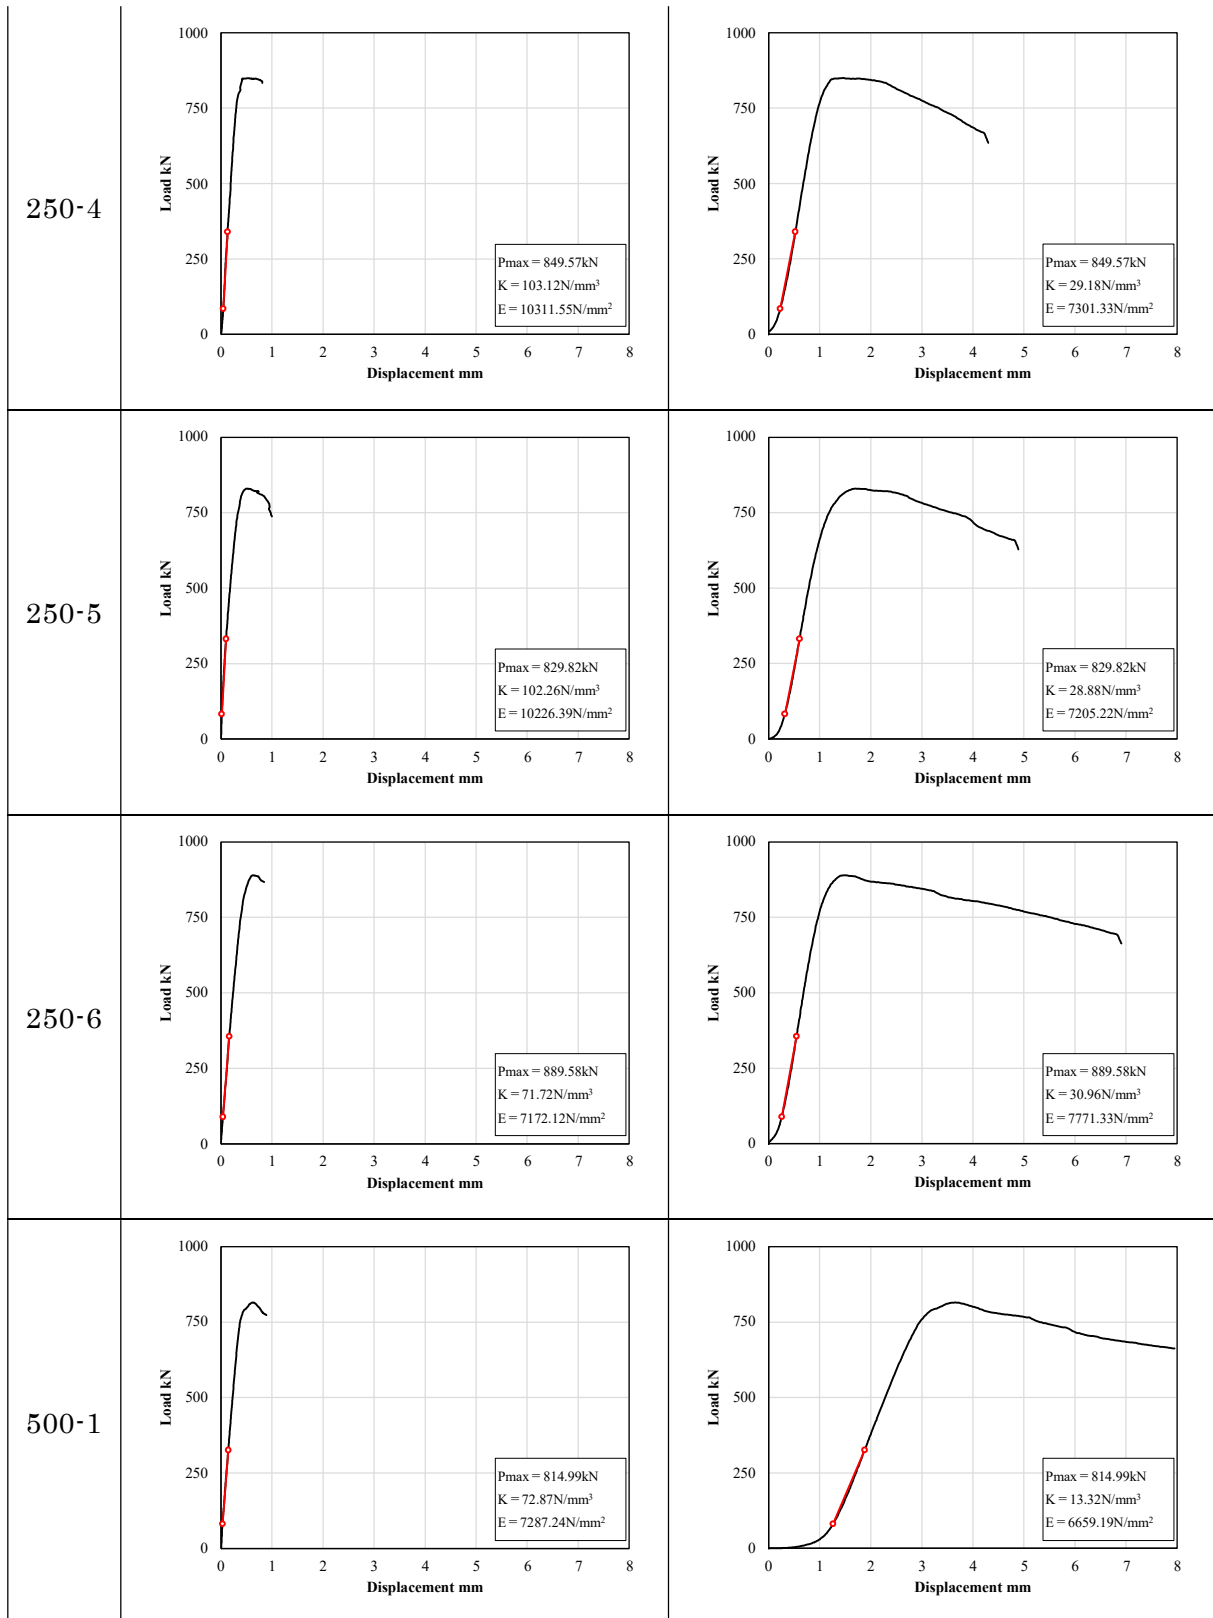 250-4
1000
750
500
250
0
Load kN
0 1 2 3 4 5 6 7 8
Displacement mm
Pmax = 849.57kN
K = 103.12N/mm³
E = 10311.55N/mm²
1000
750
500
250
0
Load kN
0 1 2 3 4 5 6 7 8
Displacement mm
Pmax = 849.57kN
K = 29.18N/mm³
E = 7301.33N/mm²
250-5
1000
750
500
250
0
Load kN
0 1 2 3 4 5 6 7 8
Displacement mm
Pmax = 829.82kN
K = 102.26N/mm³
E = 10226.39N/mm²
1000
750
500
250
0
Load kN
0 1 2 3 4 5 6 7 8
Displacement mm
Pmax = 829.82kN
K = 28.88N/mm³
E = 7205.22N/mm²
250-6
1000
750
500
250
0
Load kN
0 1 2 3 4 5 6 7 8
Displacement mm
Pmax = 889.58kN
K = 71.72N/mm³
E = 7172.12N/mm²
1000
750
500
250
0
Load kN
0 1 2 3 4 5 6 7 8
Displacement mm
Pmax = 889.58kN
K = 30.96N/mm³
E = 7771.33N/mm²
500-1
1000
750
500
250
0
Load kN
0 1 2 3 4 5 6 7 8
Displacement mm
Pmax = 814.99kN
K = 72.87N/mm³
E = 7287.24N/mm²
1000
750
500
250
0
Load kN
0 1 2 3 4 5 6 7 8
Displacement mm
Pmax = 814.99kN
K = 13.32N/mm³
E = 6659.19N/mm²